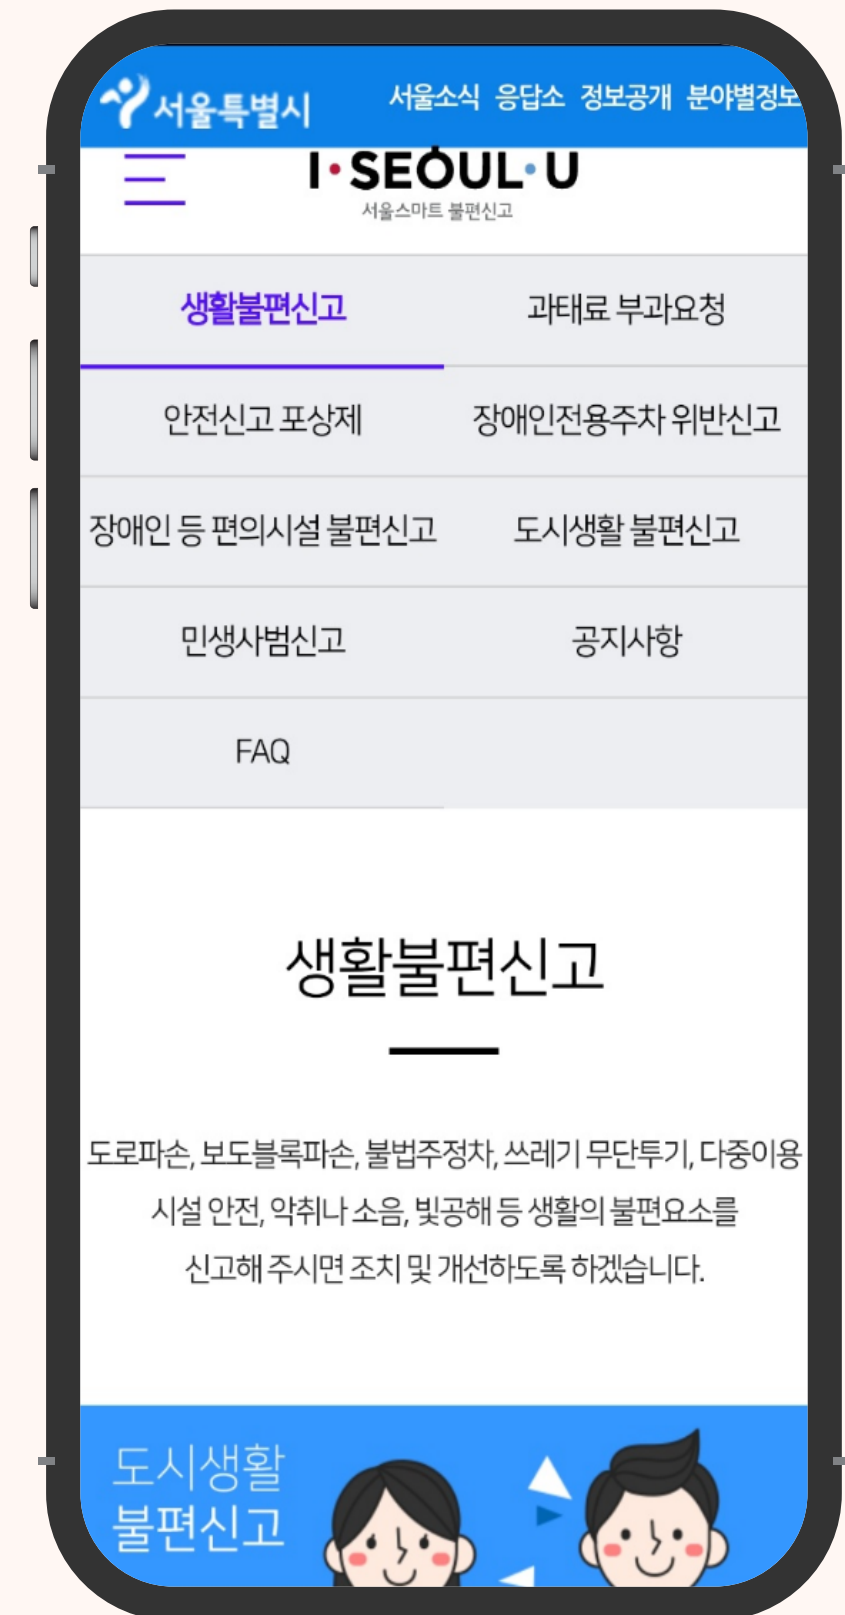 서울특별시
서울소식 응답소 정보공개 분야별정보
I·SEOUL·U
서울스마트 불편신고
생활불편신고 과태료 부과요청
안전신고 포상제 장애인전용주차 위반신고
장애인 등 편의시설 불편신고 도시생활 불편신고
민생사범신고 공지사항
FAQ
생활불편신고
도로파손, 보도블록파손, 불법주정차, 쓰레기 무단투기, 다중이용
시설 안전, 악취나 소음, 빛공해 등 생활의 불편요소를
신고해 주시면 조치 및 개선하도록 하겠습니다.
도시생활
불편신고